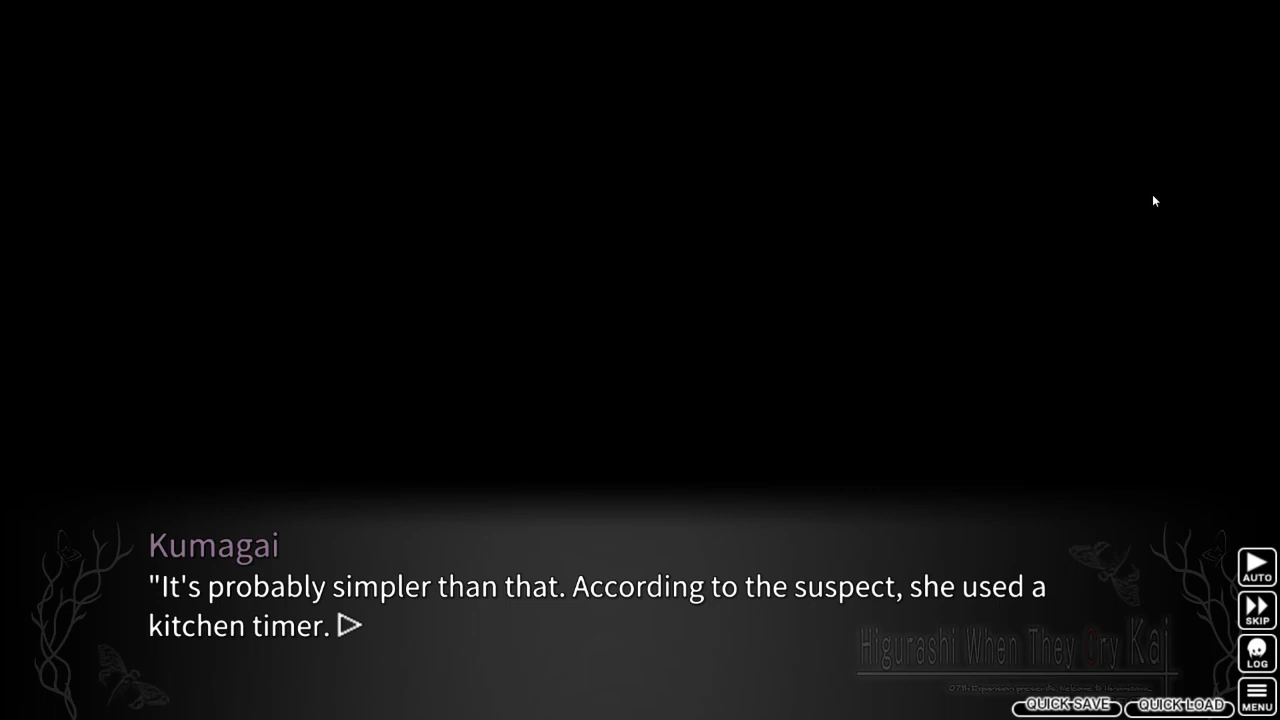 Kumagai
"It's probably simpler than that. According to the suspect, she used a
kitchen timer.
Higurashi When They Cry Kai
AUTO
SKIP
LOG
MENU
QUICK SAVE
QUICK LOAD